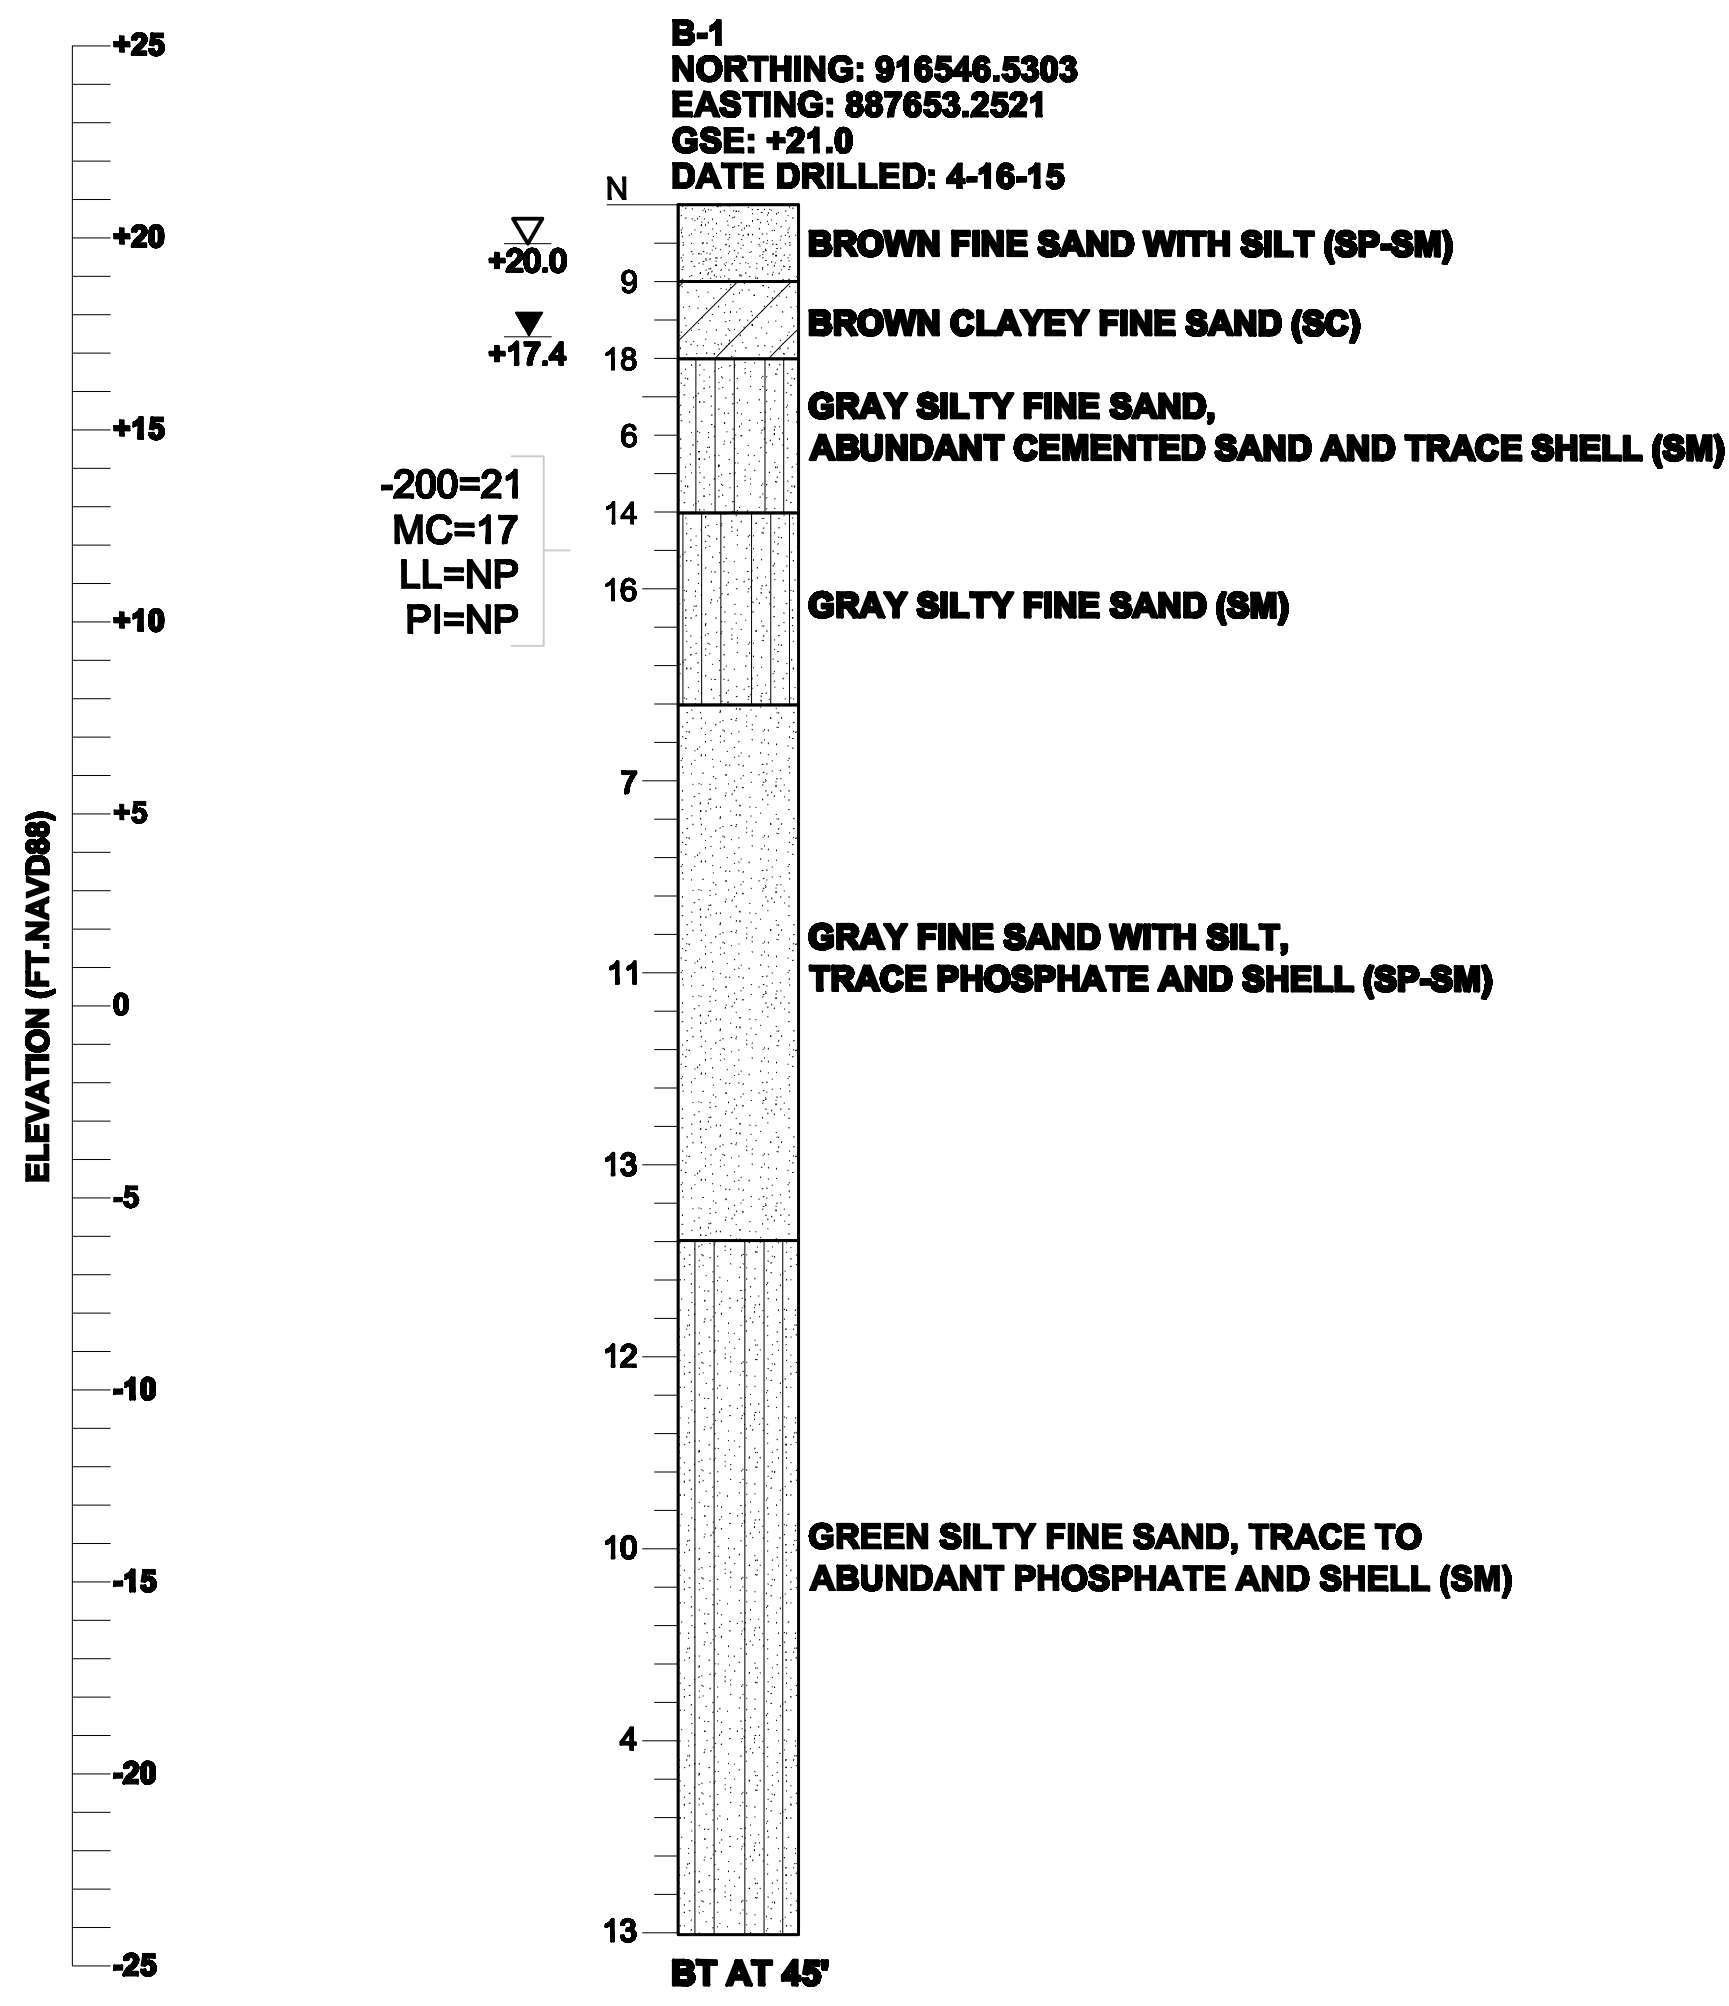 B-1
NORTHING: 916546.5303
EASTING: 887653.2521
GSE: +21.0
DATE DRILLED: 4-16-15
N
ELEVATION (FT.NAVD88)
+25
+20
+15
+10
+5
0
-5
-10
-15
-20
-25
+20.0
+17.4
-200=21
MC=17
LL=NP
PI=NP
9
18
6
14
16
7
11
13
12
10
4
13
BROWN FINE SAND WITH SILT (SP-SM)
BROWN CLAYEY FINE SAND (SC)
GRAY SILTY FINE SAND,
ABUNDANT CEMENTED SAND AND TRACE SHELL (SM)
GRAY SILTY FINE SAND (SM)
GRAY FINE SAND WITH SILT,
TRACE PHOSPHATE AND SHELL (SP-SM)
GREEN SILTY FINE SAND, TRACE TO
ABUNDANT PHOSPHATE AND SHELL (SM)
BT AT 45'